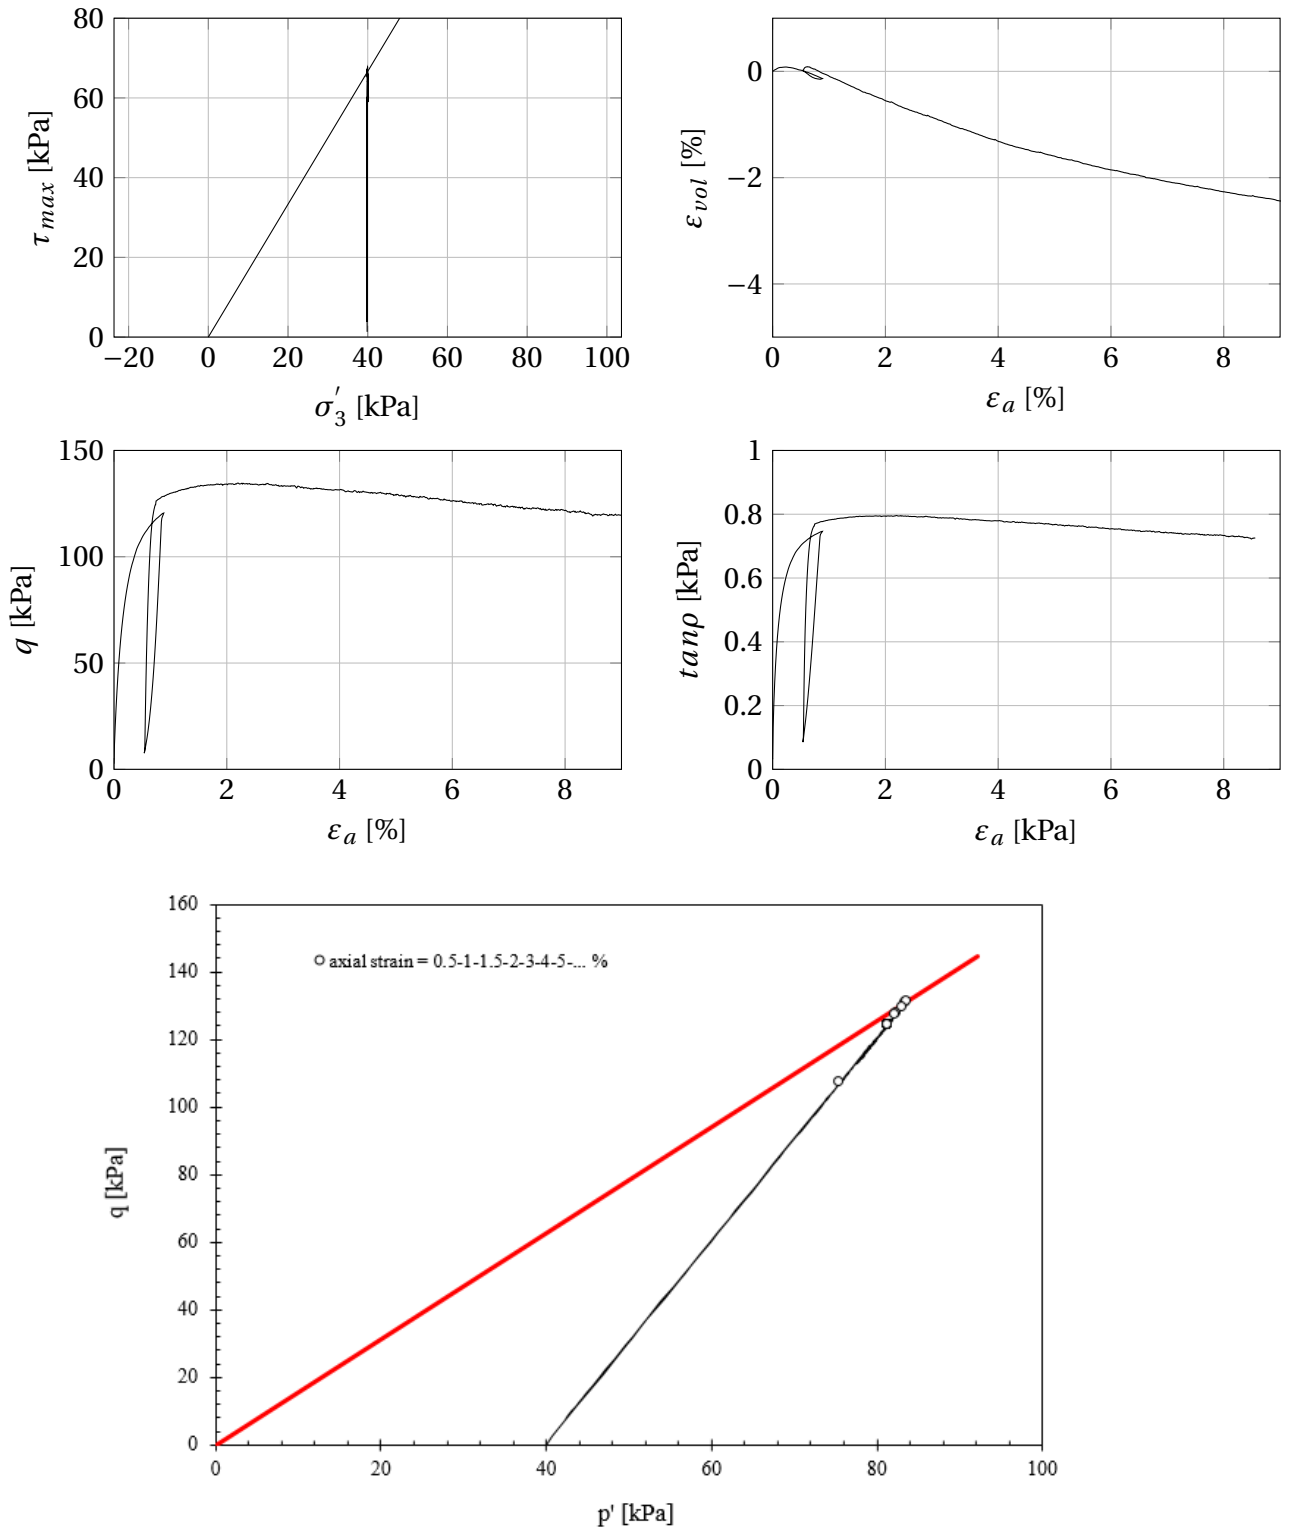 80
60
40
20
0
−20 0 20 40 60 80 100
τmax [kPa]
σ′3 [kPa]
0
−2
−4
0 2 4 6 8
εvol [%]
εa [%]
150
100
50
0
0 2 4 6 8
q [kPa]
εa [%]
1
0.8
0.6
0.4
0.2
0
0 2 4 6 8
tanρ [kPa]
εa [kPa]
160
140
120
100
80
60
40
20
0
0 20 40 60 80 100
axial strain = 0.5-1-1.5-2-3-4-5-... %
q [kPa]
p' [kPa]